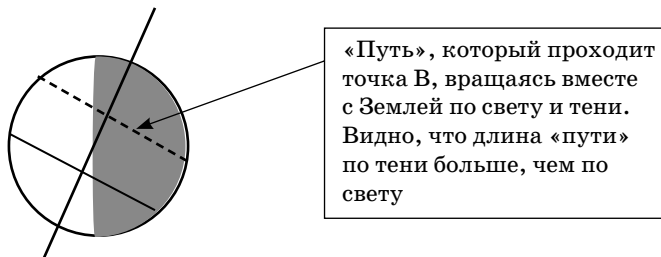 «Путь», который проходит
точка В, вращаясь вместе
с Землей по свету и тени.
Видно, что длина «пути»
по тени больше, чем по
свету